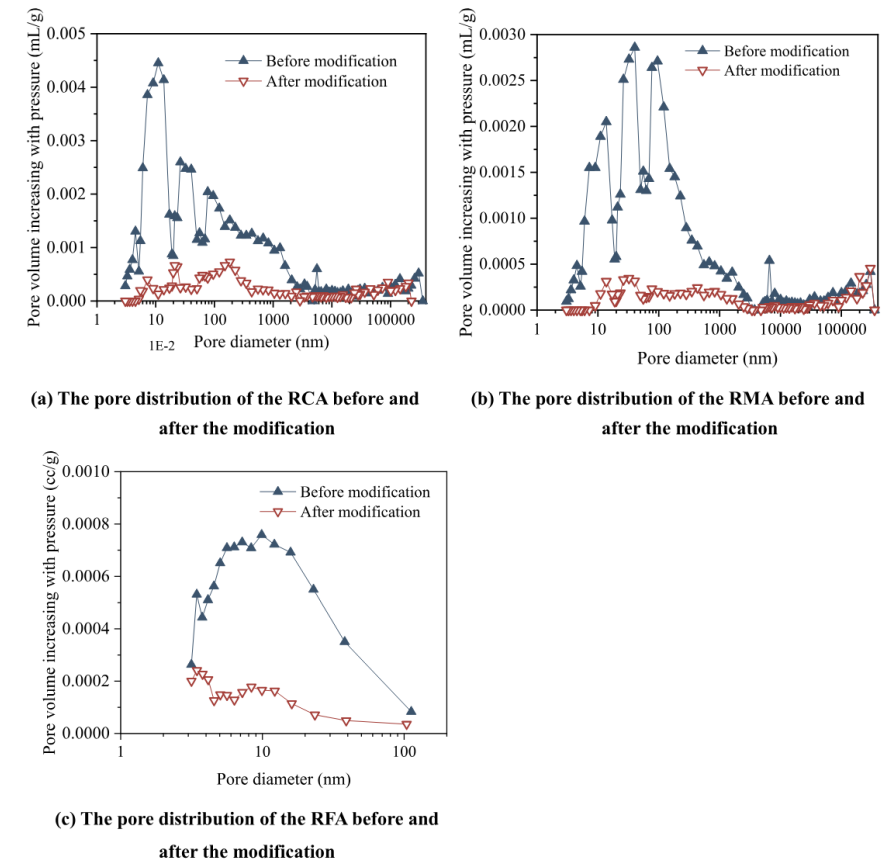 Pore volume increasing with pressure (mL/g)
0.005
0.004
0.003
0.002
0.001
0.000
Before modification
After modification
1 10 100 1000 10000 100000
1E-2 Pore diameter (nm)
(a) The pore distribution of the RCA before and
after the modification
Pore volume increasing with pressure (mL/g)
0.0030
0.0025
0.0020
0.0015
0.0010
0.0005
0.0000
Before modification
After modification
1 10 100 1000 10000 100000
Pore diameter (nm)
(b) The pore distribution of the RMA before and
after the modification
Pore volume increasing with pressure (cc/g)
0.0010
0.0008
0.0006
0.0004
0.0002
0.0000
Before modification
After modification
1 10 100
Pore diameter (nm)
(c) The pore distribution of the RFA before and
after the modification